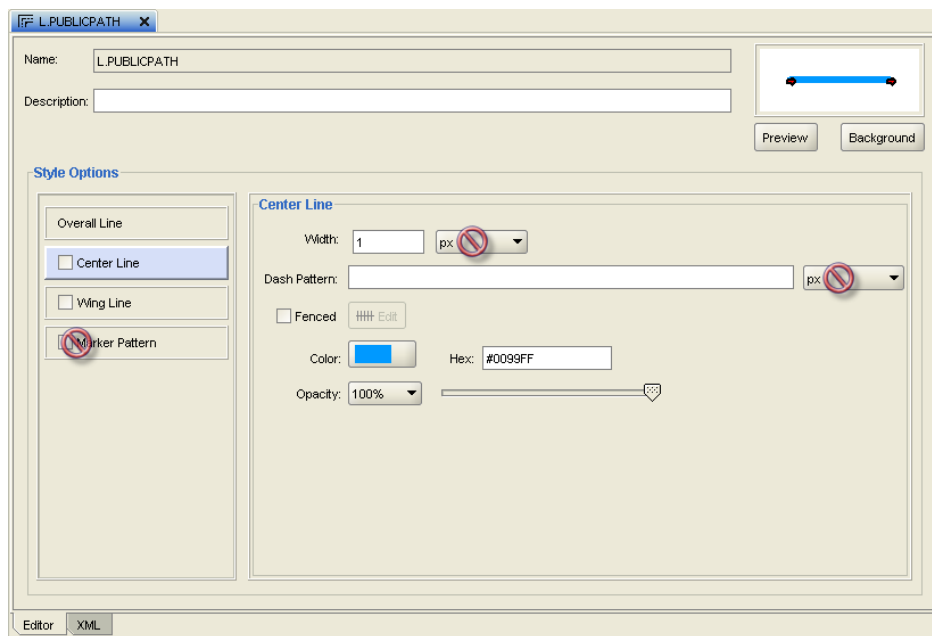 L.PUBLICPATH
Name: L.PUBLICPATH
Description:
Preview Background
Style Options
Overall Line
Center Line
Wing Line
Marker Pattern
Center Line
Width: 1 px
Dash Pattern: px
Fenced Edit
Color: Hex: #0099FF
Opacity: 100%
Editor XML